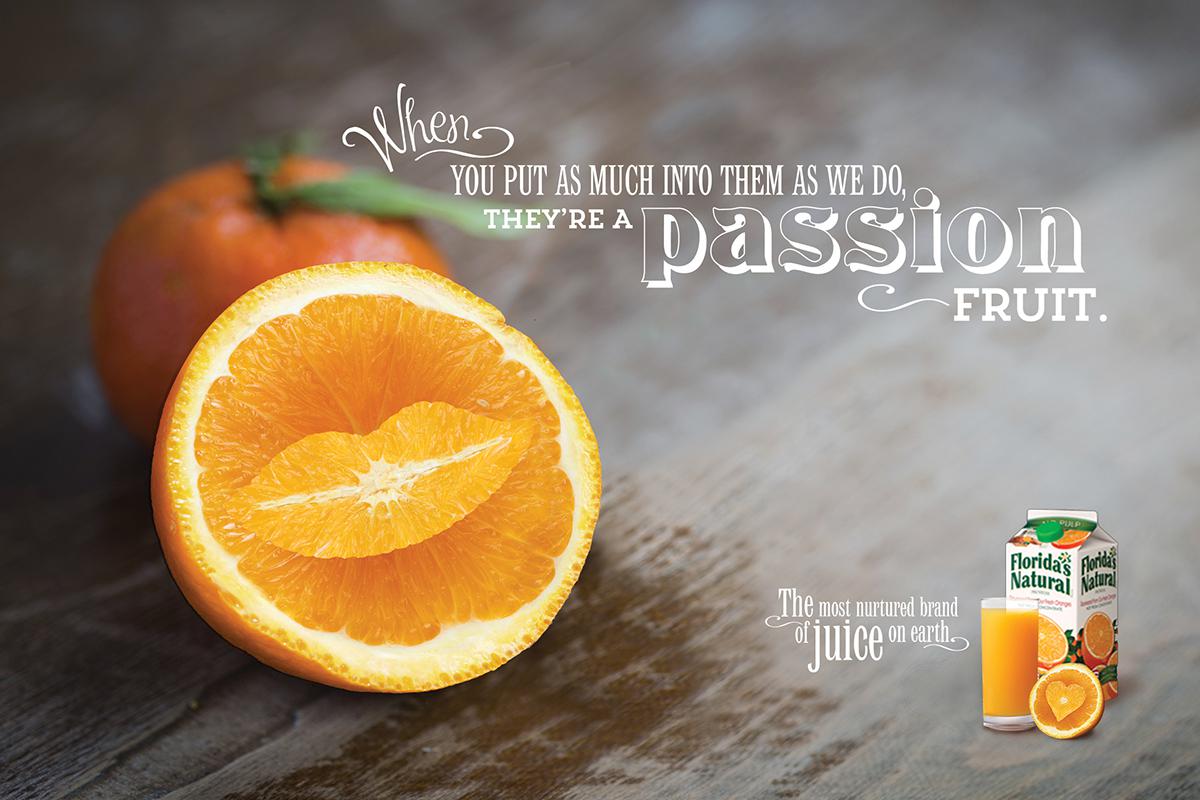 When
YOU PUT AS MUCH INTO THEM AS WE DO,
THEY'RE A passion
FRUIT.
The most nurtured brand
of juice on earth.
NO PULP
Florida's
Natural
Florida's
Natural